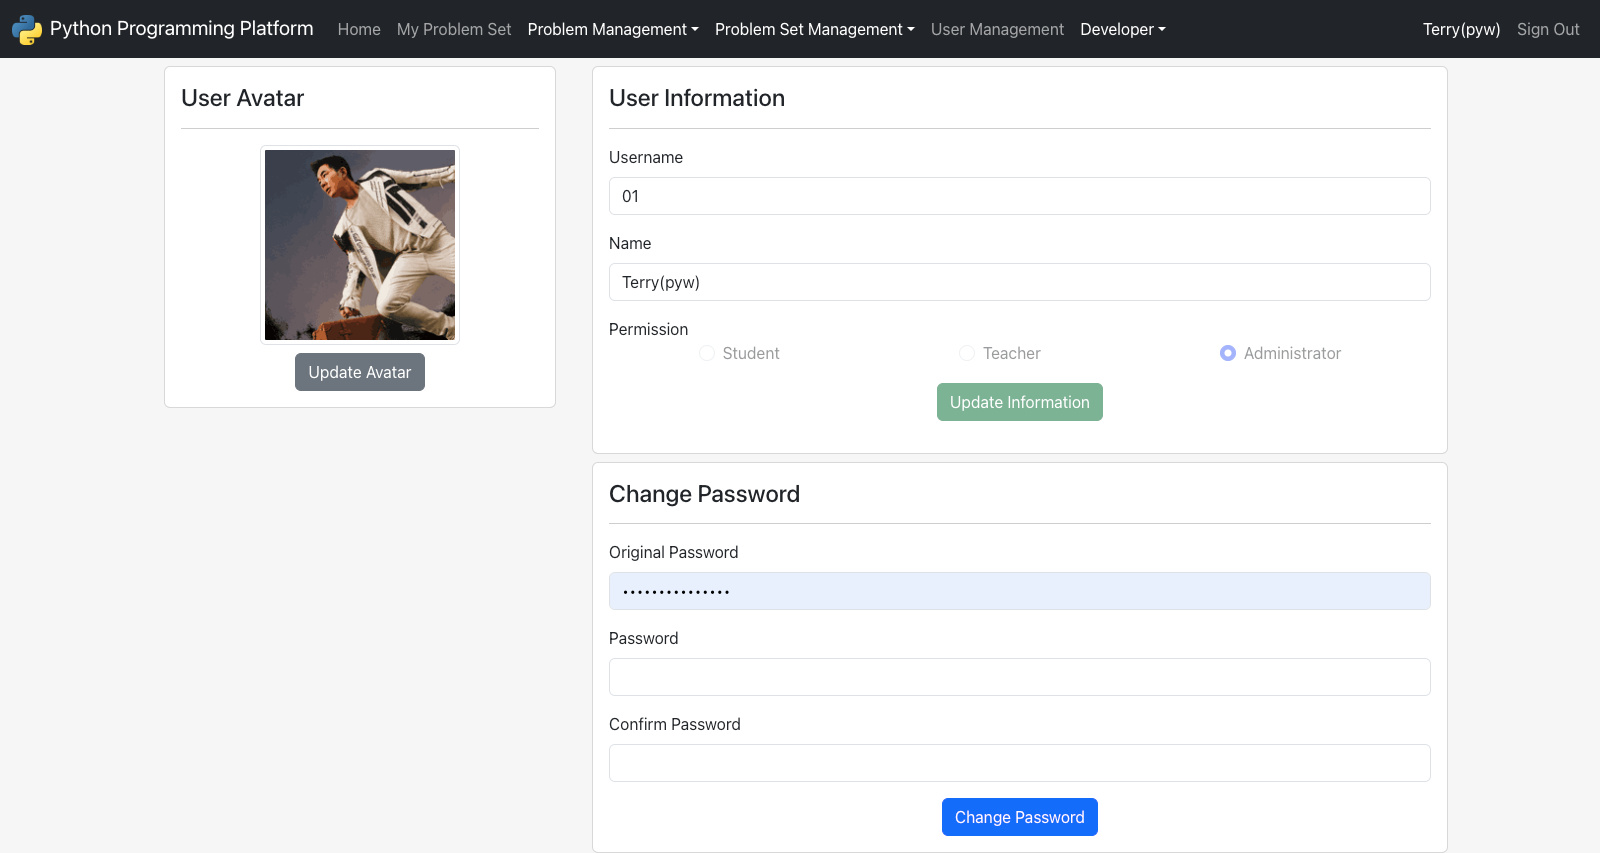 Python Programming Platform Home My Problem Set Problem Management Problem Set Management User Management Developer Terry(pyw) Sign Out
User Avatar
Update Avatar
User Information
Username
01
Name
Terry(pyw)
Permission
Student Teacher Administrator
Update Information
Change Password
Original Password
•••••••••••••••
Password
Confirm Password
Change Password